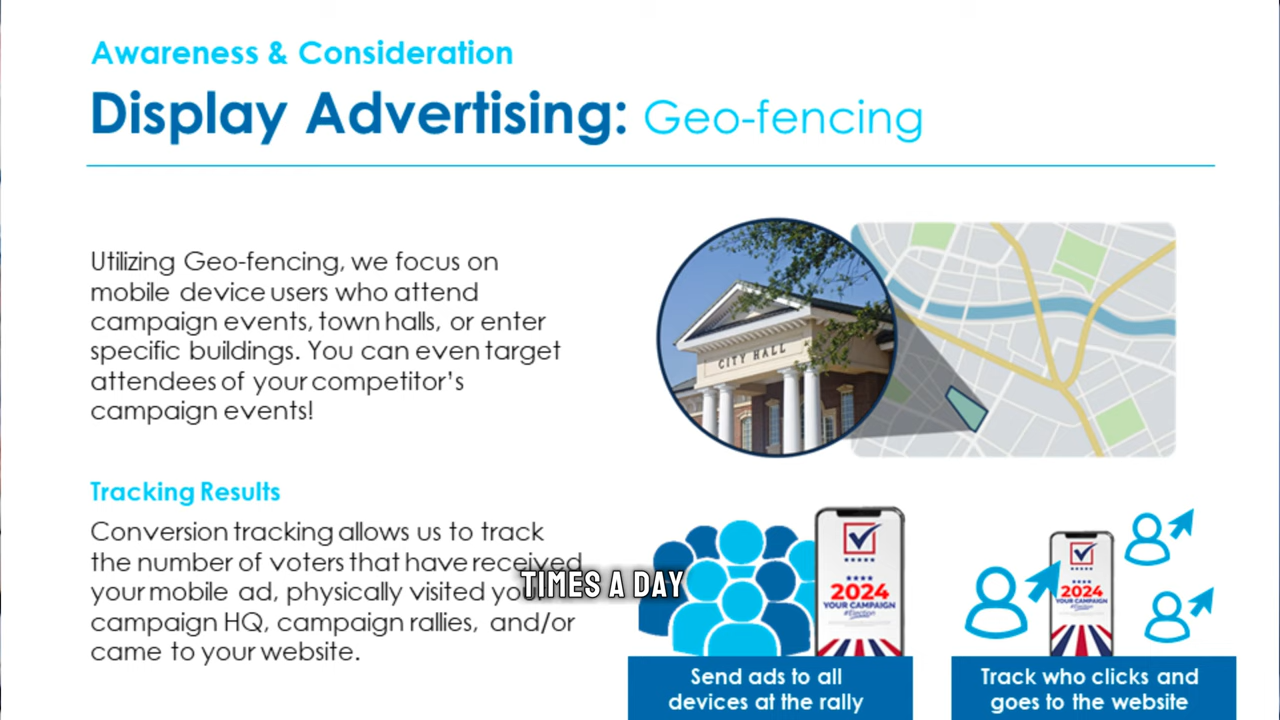 Awareness & Consideration
Display Advertising: Geo-fencing
Utilizing Geo-fencing, we focus on
mobile device users who attend
campaign events, town halls, or enter
specific buildings. You can even target
attendees of your competitor's
campaign events!
CITY HALL
Tracking Results
Conversion tracking allows us to track
the number of voters that have received
your mobile ad, physically visited
campaign HQ, campaign rallies, and/or
came to your website.
TIMES A DAY
2024
YOUR CAMPAIGN
#Election
Send ads to all
devices at the rally
2024
YOUR CAMPAIGN
#Election
Track who clicks and
goes to the website